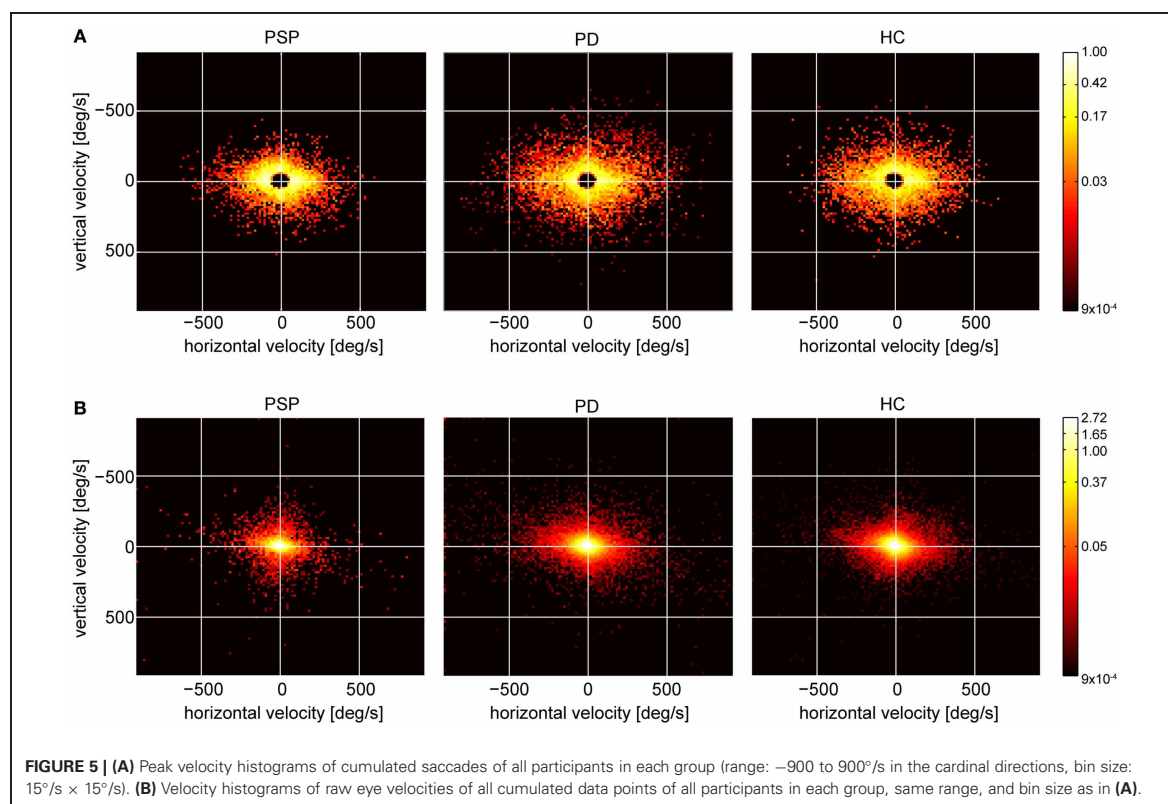 A
PSP PD HC
−500
0
500
vertical velocity [deg/s]
−500 0 500 −500 0 500 −500 0 500
horizontal velocity [deg/s] horizontal velocity [deg/s] horizontal velocity [deg/s]
1.00
0.42
0.17
0.03
9x10⁻⁴
B
PSP PD HC
−500
0
500
vertical velocity [deg/s]
−500 0 500 −500 0 500 −500 0 500
horizontal velocity [deg/s] horizontal velocity [deg/s] horizontal velocity [deg/s]
2.72
1.65
1.00
0.37
0.05
9x10⁻⁴
FIGURE 5 | (A) Peak velocity histograms of cumulated saccades of all participants in each group (range: −900 to 900°/s in the cardinal directions, bin size:
15°/s × 15°/s). (B) Velocity histograms of raw eye velocities of all cumulated data points of all participants in each group, same range, and bin size as in (A).